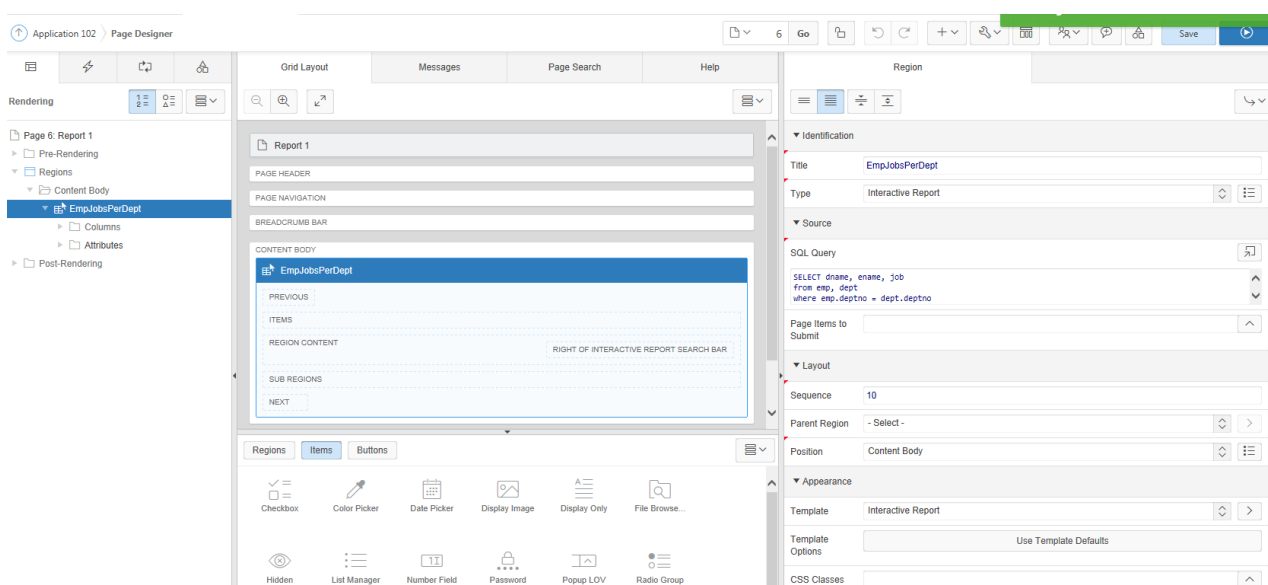 Application 102
Page Designer
6
Go
Save
Rendering
Page 6: Report 1
Pre-Rendering
Regions
Content Body
EmpJobsPerDept
Columns
Attributes
Post-Rendering
Grid Layout
Messages
Page Search
Help
Report 1
PAGE HEADER
PAGE NAVIGATION
BREADCRUMB BAR
CONTENT BODY
EmpJobsPerDept
PREVIOUS
ITEMS
REGION CONTENT
RIGHT OF INTERACTIVE REPORT SEARCH BAR
SUB REGIONS
NEXT
Regions
Items
Buttons
Checkbox
Color Picker
Date Picker
Display Image
Display Only
File Browse...
Hidden
List Manager
Number Field
Password
Popup LOV
Radio Group
Region
Identification
Title
EmpJobsPerDept
Type
Interactive Report
Source
SQL Query
SELECT dname, ename, job
from emp, dept
where emp.deptno = dept.deptno
Page Items to
Submit
Layout
Sequence
10
Parent Region
- Select -
Position
Content Body
Appearance
Template
Interactive Report
Template
Options
Use Template Defaults
CSS Classes